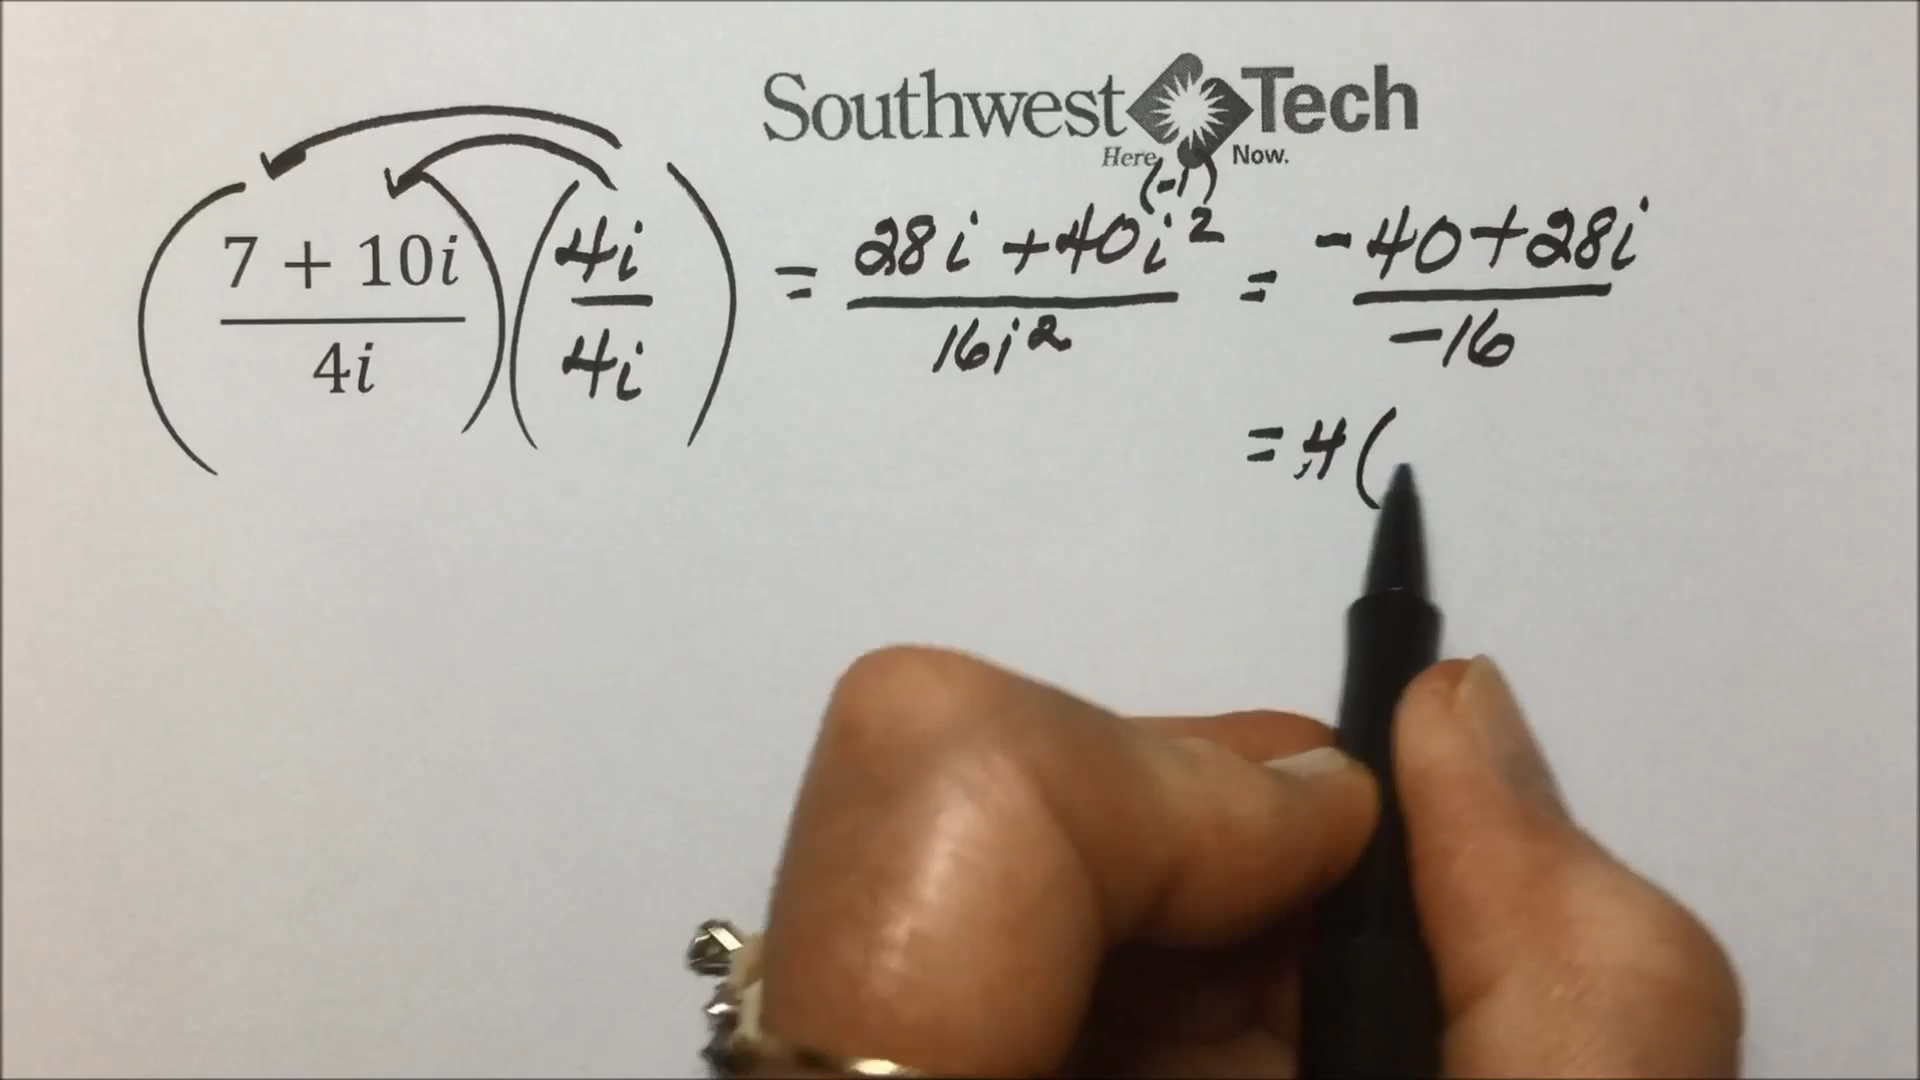 Southwest Tech
Here. Now.
(7 + 10i / 4i)(4i / 4i) = 28i + 40i² (-1) / 16i² = -40 + 28i / -16
= 4(